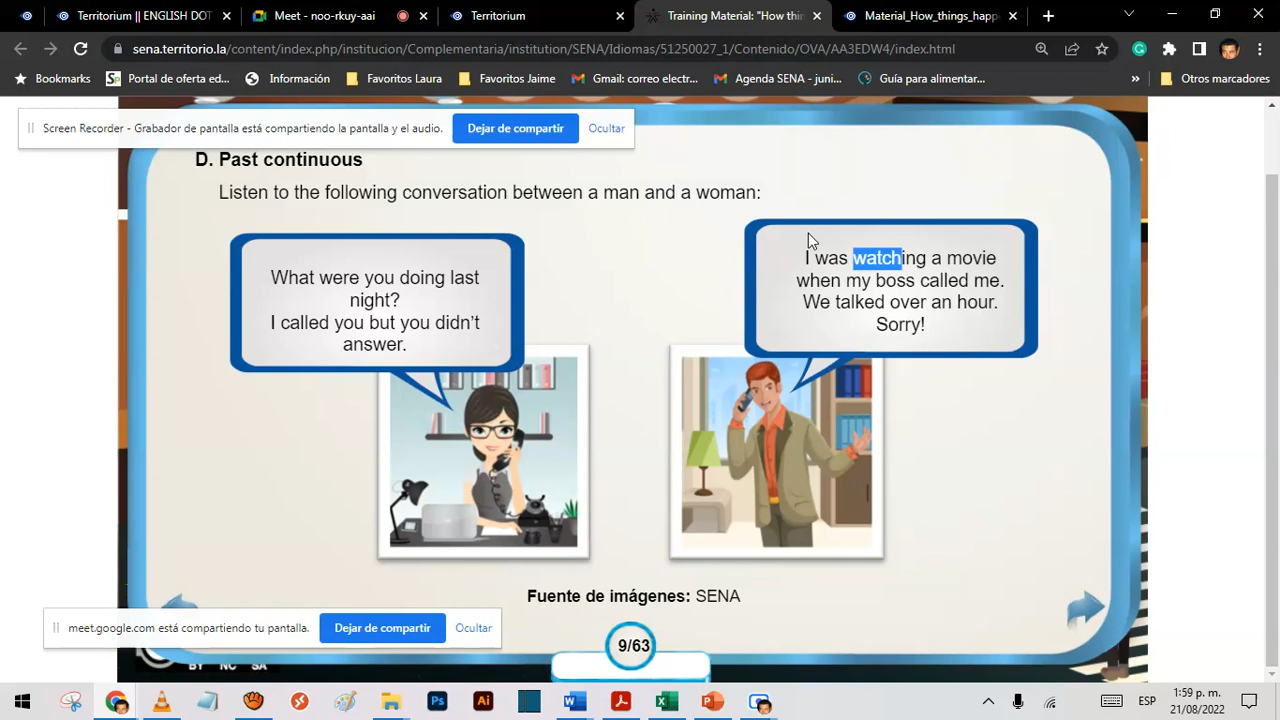 Territorium || ENGLISH DOT
Meet - noo-rkuy-aai
Territorium
Training Material: "How thin
Material_How_things_happ
sena.territorio.la/content/index.php/institucion/Complementaria/institution/SENA/Idiomas/51250027_1/Contenido/OVA/AA3EDW4/index.html
Bookmarks
Portal de oferta ed...
Información
Favoritos Laura
Favoritos Jaime
Gmail: correo electr...
Agenda SENA - juni...
Guía para alimentar...
»
Otros marcadores
Screen Recorder - Grabador de pantalla está compartiendo la pantalla y el audio.
Dejar de compartir
Ocultar
D. Past continuous
Listen to the following conversation between a man and a woman:
What were you doing last
night?
I called you but you didn't
answer.
I was watching a movie
when my boss called me.
We talked over an hour.
Sorry!
Fuente de imágenes: SENA
meet.google.com está compartiendo tu pantalla.
Dejar de compartir
Ocultar
9/63
BY NC SA
Ps
Ai
ESP
1:59 p. m.
21/08/2022